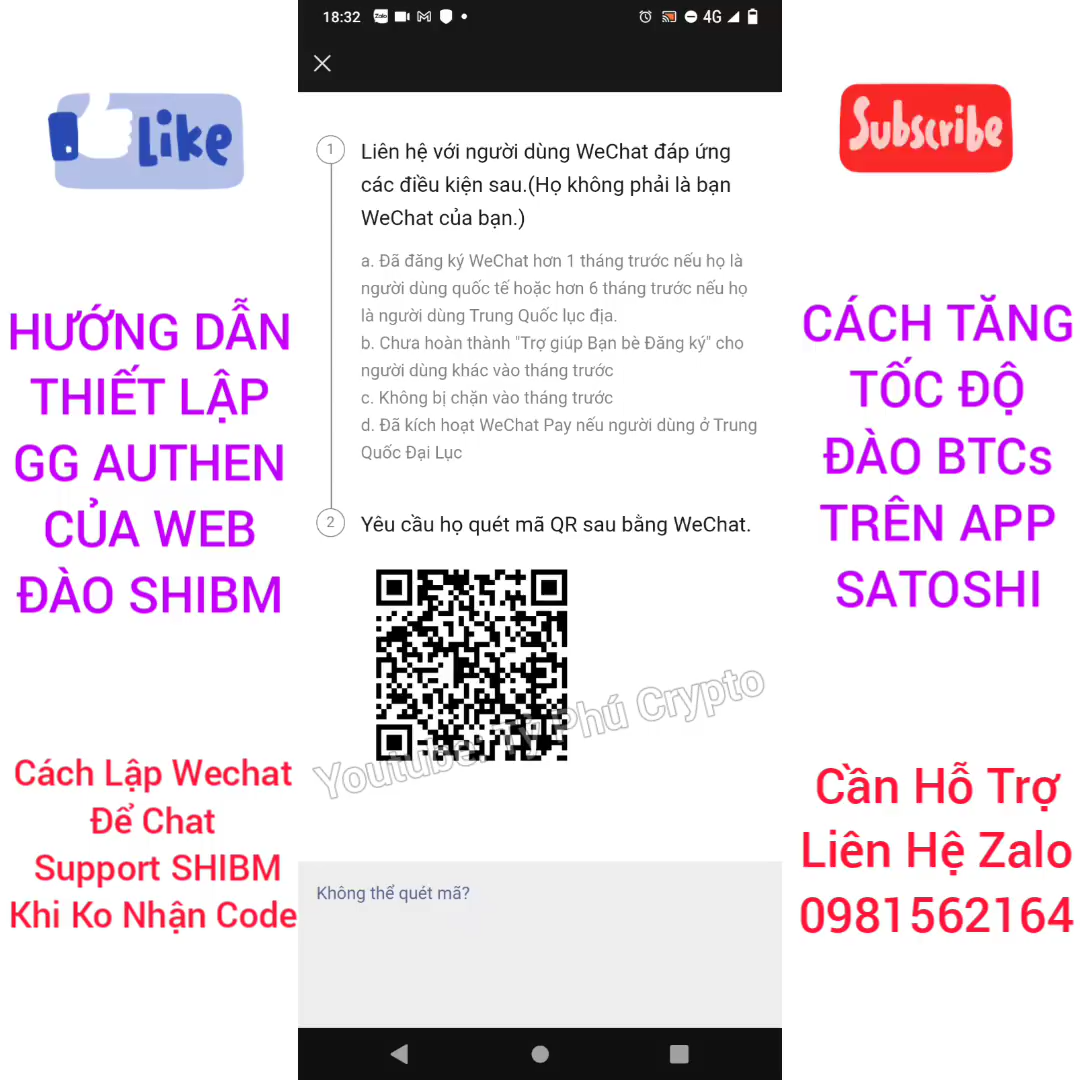 18:32
Zalo
4G
Like
Subscribe
HƯỚNG DẪN
THIẾT LẬP
GG AUTHEN
CỦA WEB
ĐÀO SHIBM
Cách Lập Wechat
Để Chat
Support SHIBM
Khi Ko Nhận Code
1
Liên hệ với người dùng WeChat đáp ứng
các điều kiện sau.(Họ không phải là bạn
WeChat của bạn.)
a. Đã đăng ký WeChat hơn 1 tháng trước nếu họ là
người dùng quốc tế hoặc hơn 6 tháng trước nếu họ
là người dùng Trung Quốc lục địa.
b. Chưa hoàn thành "Trợ giúp Bạn bè Đăng ký" cho
người dùng khác vào tháng trước
c. Không bị chặn vào tháng trước
d. Đã kích hoạt WeChat Pay nếu người dùng ở Trung
Quốc Đại Lục
2
Yêu cầu họ quét mã QR sau bằng WeChat.
Youtube: Tỷ Phú Crypto
Không thể quét mã?
CÁCH TĂNG
TỐC ĐỘ
ĐÀO BTCs
TRÊN APP
SATOSHI
Cần Hỗ Trợ
Liên Hệ Zalo
0981562164